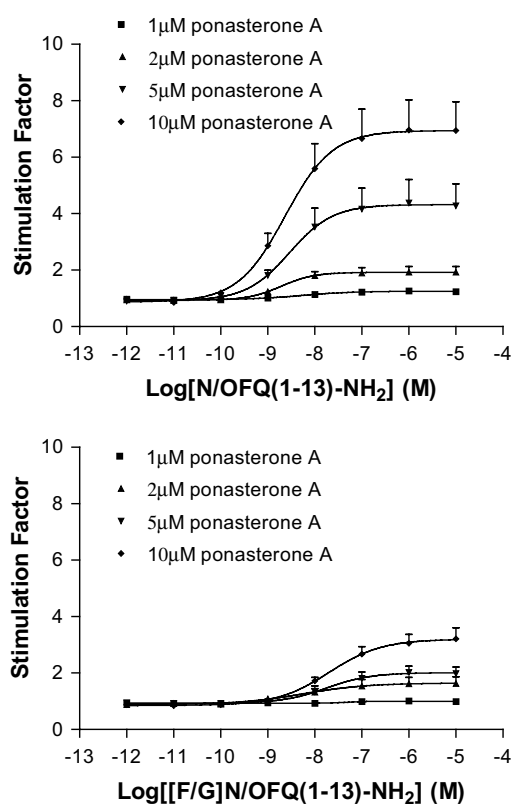 1μM ponasterone A
2μM ponasterone A
5μM ponasterone A
10μM ponasterone A
Stimulation Factor
10
8
6
4
2
0
-13 -12 -11 -10 -9 -8 -7 -6 -5 -4
Log[N/OFQ(1-13)-NH₂] (M)
1μM ponasterone A
2μM ponasterone A
5μM ponasterone A
10μM ponasterone A
Stimulation Factor
10
8
6
4
2
0
-13 -12 -11 -10 -9 -8 -7 -6 -5 -4
Log[[F/G]N/OFQ(1-13)-NH₂] (M)